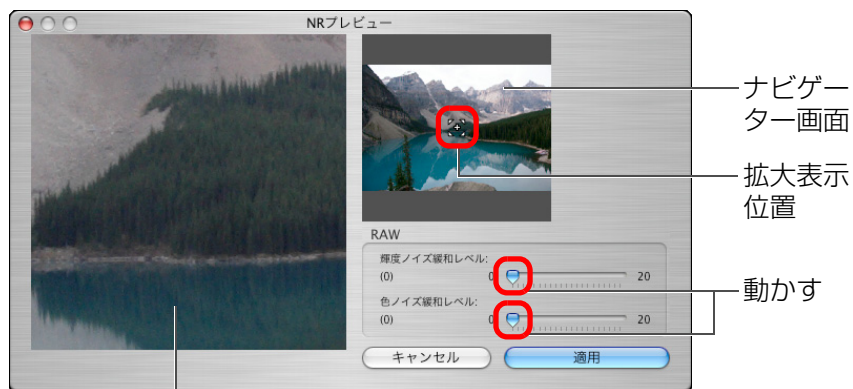 NRプレビュー
ナビゲー
ター画面
拡大表示
位置
RAW
輝度ノイズ緩和レベル:
(0) 0 20
色ノイズ緩和レベル:
(0) 0 20
動かす
キャンセル 適用